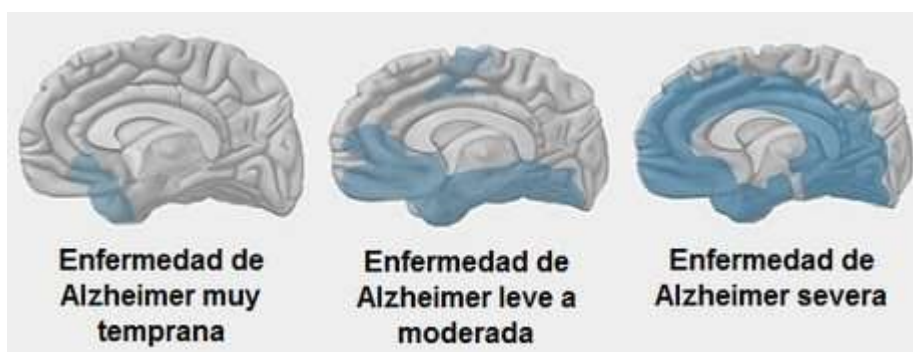 Enfermedad de
Alzheimer muy
temprana
Enfermedad de
Alzheimer leve a
moderada
Enfermedad de
Alzheimer severa